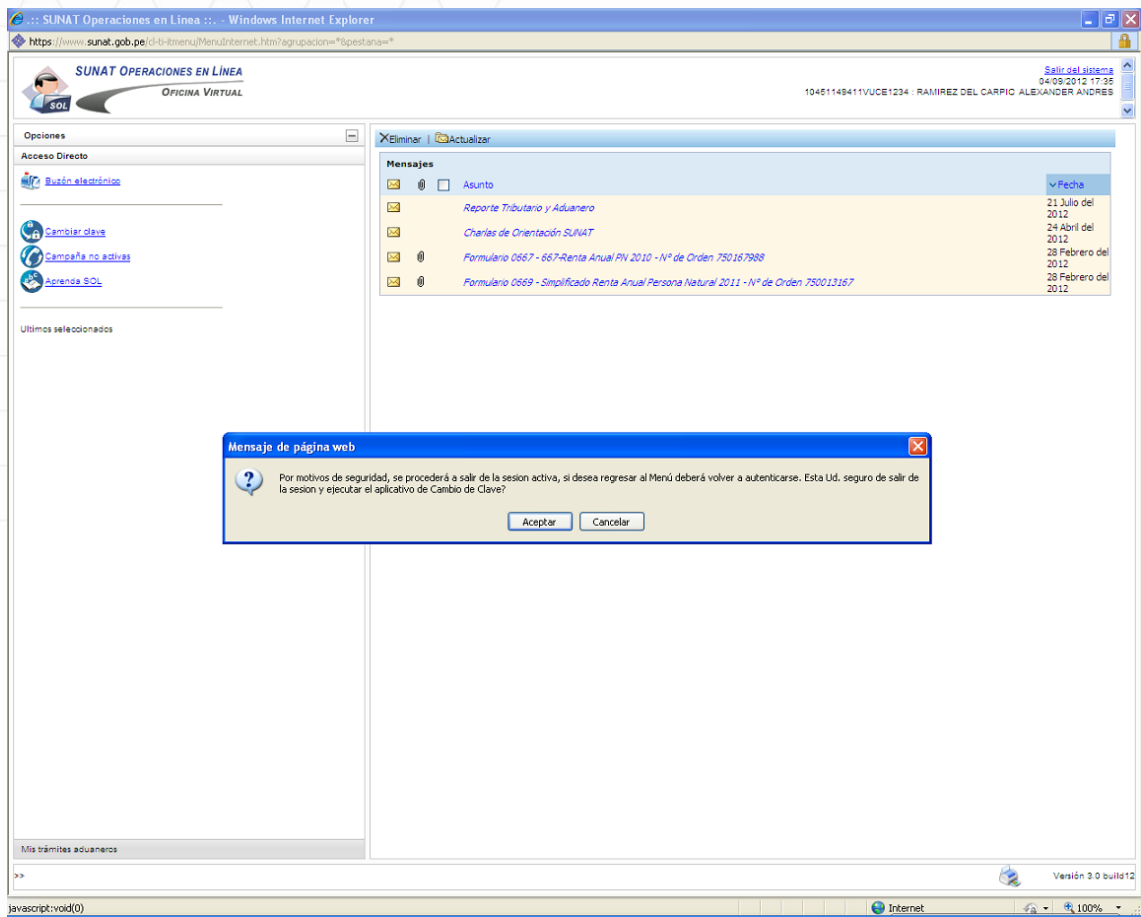 .:: SUNAT Operaciones en Linea ::. - Windows Internet Explorer
https://www.sunat.gob.pe/cl-ti-itmenu/MenuInternet.htm?agrupacion=*&pestana=*
SUNAT OPERACIONES EN LÍNEA
OFICINA VIRTUAL
SOL
Salir del sistema
04/09/2012 17:35
10451149411VUCE1234 : RAMIREZ DEL CARPIO ALEXANDER ANDRES
Opciones
Acceso Directo
Buzón electrónico
Cambiar clave
Campaña no activas
Aprenda SOL
Ultimos seleccionados
Eliminar | Actualizar
Mensajes
Asunto Fecha
Reporte Tributario y Aduanero 21 Julio del
2012
Charlas de Orientación SUNAT 24 Abril del
2012
Formulario 0667 - 667-Renta Anual PN 2010 - Nº de Orden 750167988 28 Febrero del
2012
Formulario 0669 - Simplificado Renta Anual Persona Natural 2011 - Nº de Orden 750013167 28 Febrero del
2012
Mensaje de página web
Por motivos de seguridad, se procederá a salir de la sesion activa, si desea regresar al Menú deberá volver a autenticarse. Esta Ud. seguro de salir de
la sesion y ejecutar el aplicativo de Cambio de Clave?
Aceptar Cancelar
Mis trámites aduaneros
>> Versión 3.0 build12
javascript:void(0) Internet 100%